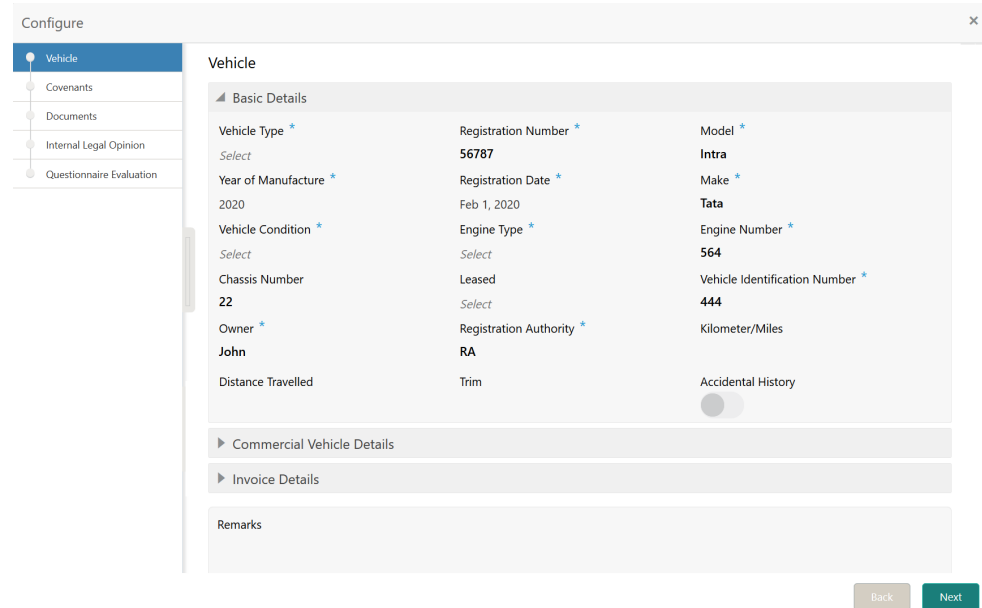 Configure
×
Vehicle
Covenants
Documents
Internal Legal Opinion
Questionnaire Evaluation
Vehicle
Basic Details
Vehicle Type * Registration Number * Model *
Select 56787 Intra
Year of Manufacture * Registration Date * Make *
2020 Feb 1, 2020 Tata
Vehicle Condition * Engine Type * Engine Number *
Select Select 564
Chassis Number Leased Vehicle Identification Number *
22 Select 444
Owner * Registration Authority * Kilometer/Miles
John RA
Distance Travelled Trim Accidental History
Commercial Vehicle Details
Invoice Details
Remarks
Back Next